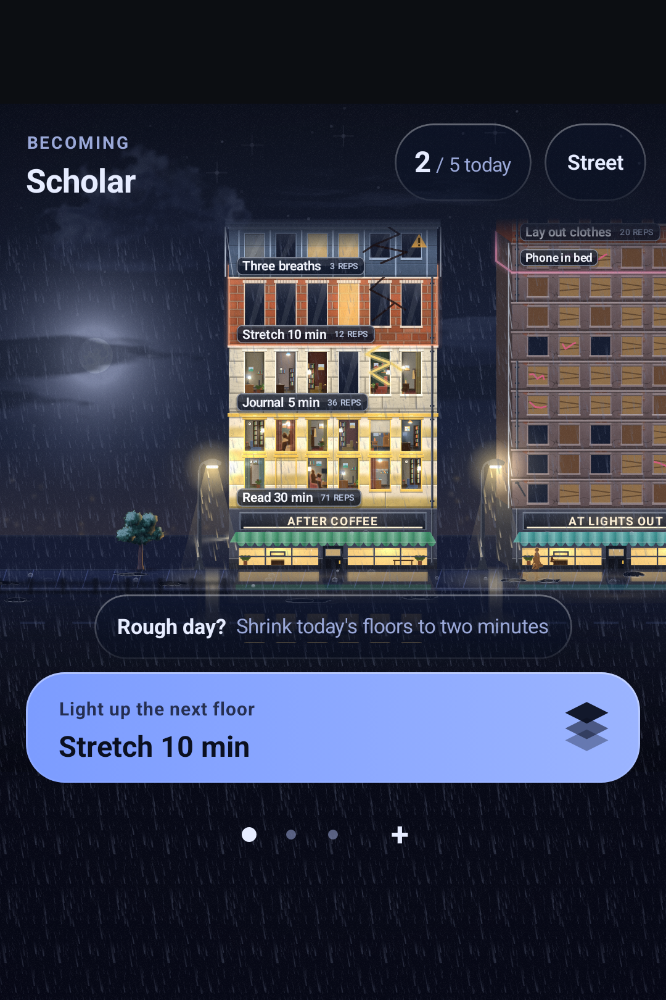 BECOMING
Scholar
2 / 5 today
Street
Three breaths 3 REPS
Stretch 10 min 12 REPS
Journal 5 min 36 REPS
Read 30 min 71 REPS
AFTER COFFEE
Lay out clothes 20 REPS
Phone in bed
AT LIGHTS OUT
Rough day? Shrink today's floors to two minutes
Light up the next floor
Stretch 10 min
+